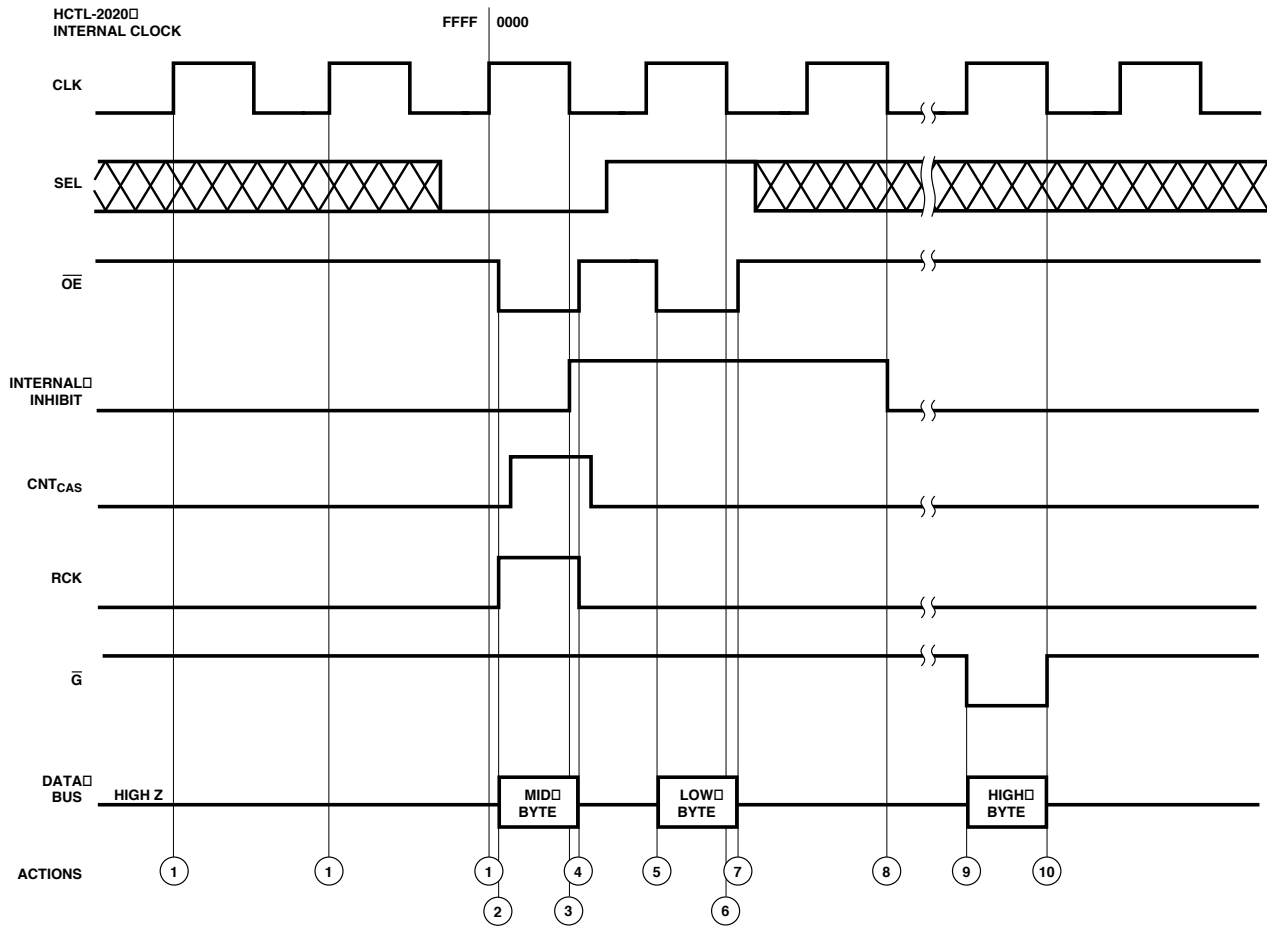 HCTL-2020□
INTERNAL CLOCK
FFFF 0000
CLK
SEL
OE
INTERNAL□
INHIBIT
CNTCAS
RCK
G
DATA□
BUS
HIGH Z
MID□
BYTE
LOW□
BYTE
HIGH□
BYTE
ACTIONS
1 1 1 4 5 7 8 9 10
2 3 6